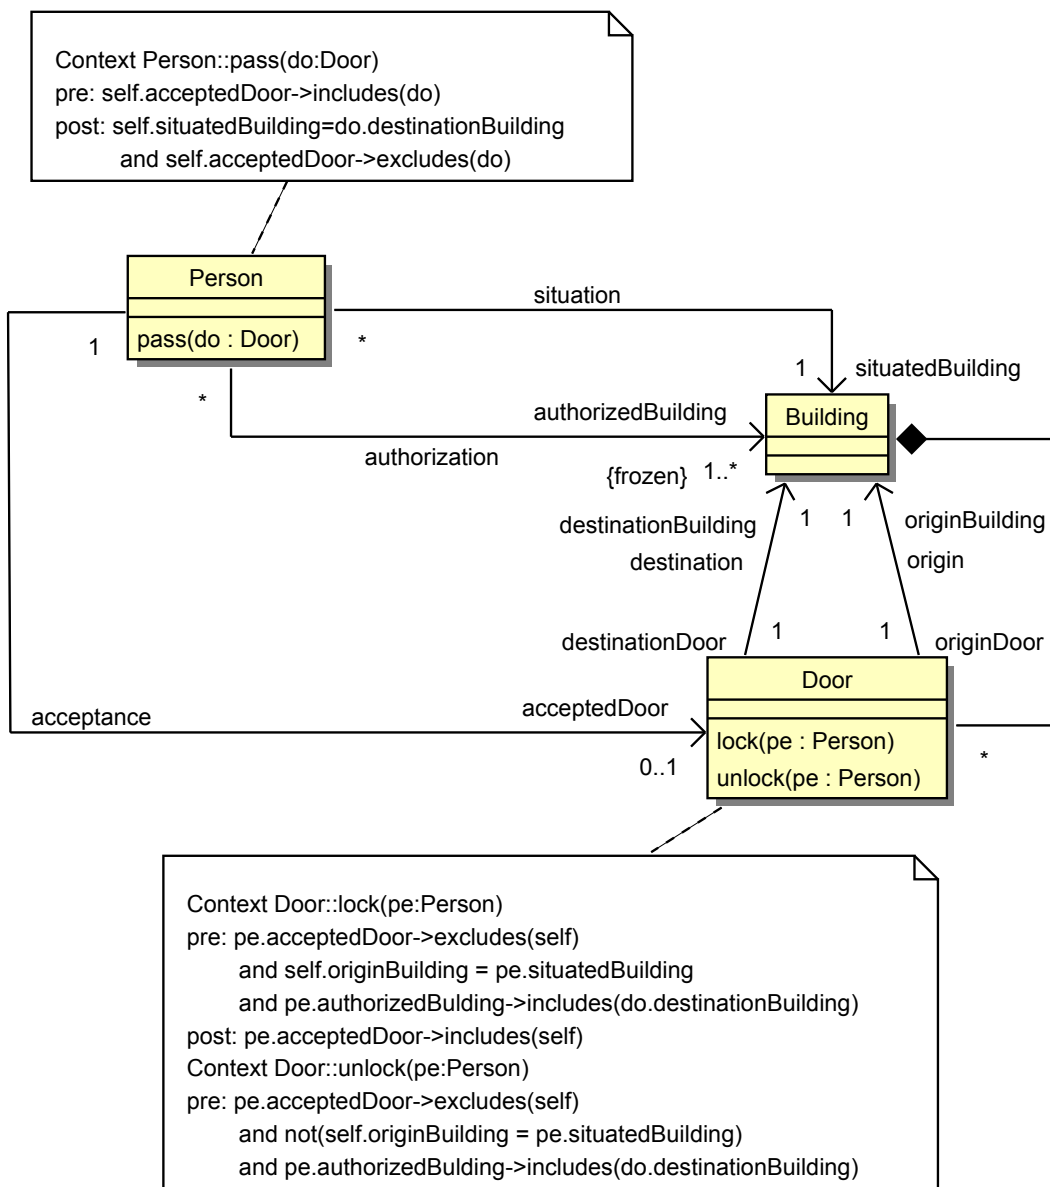 Context Person::pass(do:Door)
pre: self.acceptedDoor->includes(do)
post: self.situatedBuilding=do.destinationBuilding
and self.acceptedDoor->excludes(do)
Person
pass(do : Door)
situation
1
*
1
situatedBuilding
*
authorizedBuilding
Building
authorization
{frozen}
1..*
destinationBuilding
1
1
originBuilding
destination
origin
destinationDoor
1
1
originDoor
Door
acceptance
acceptedDoor
lock(pe : Person)
0..1
unlock(pe : Person)
*
Context Door::lock(pe:Person)
pre: pe.acceptedDoor->excludes(self)
and self.originBuilding = pe.situatedBuilding
and pe.authorizedBulding->includes(do.destinationBuilding)
post: pe.acceptedDoor->includes(self)
Context Door::unlock(pe:Person)
pre: pe.acceptedDoor->excludes(self)
and not(self.originBuilding = pe.situatedBuilding)
and pe.authorizedBulding->includes(do.destinationBuilding)